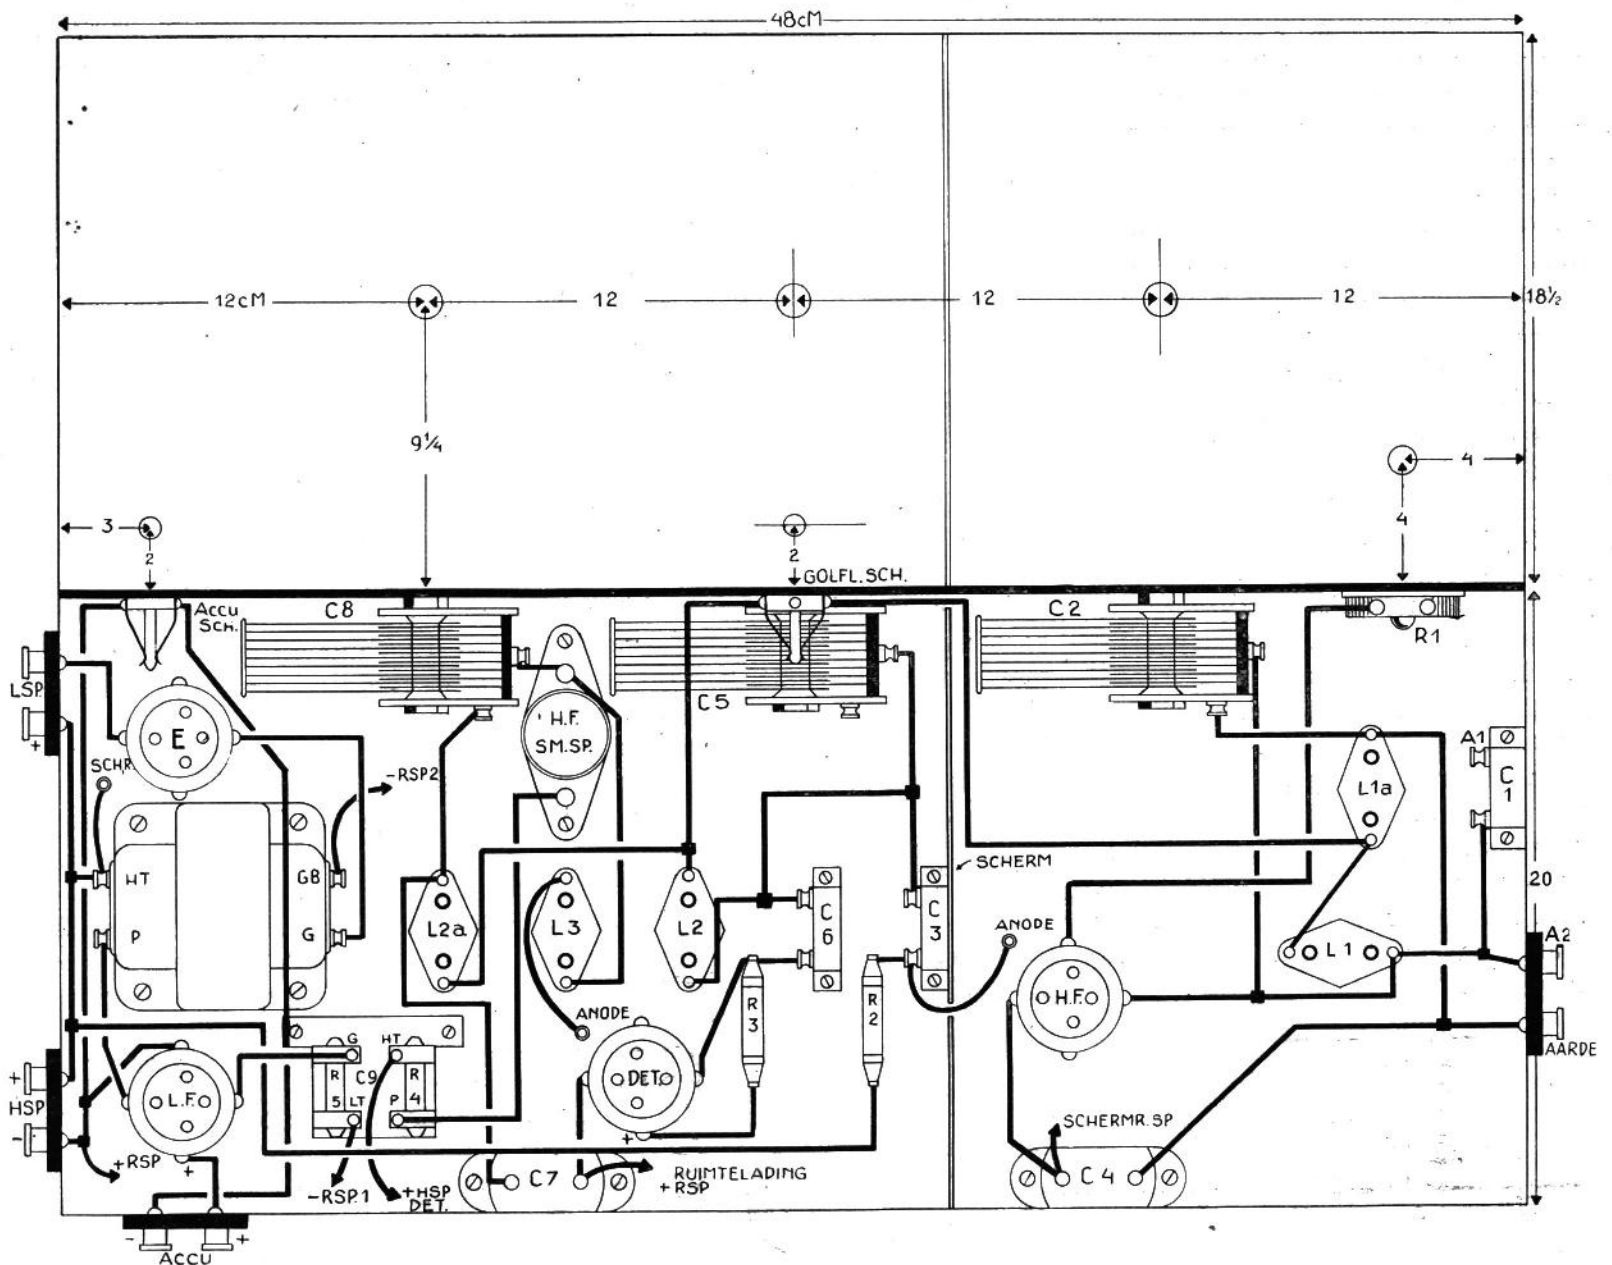 48cM
12cM
12
12
12
18½
9¼
4
4
3
2
2
GOLFL.SCH.
ACCU
SCH.
C8
C5
C2
R1
LSP
+
E
H.F.
SM.SP.
SCHR.
-RSP2
A1
C
1
L1a
HT
GB
P
G
SCHERM
20
L2a
L3
L2
C
6
C
3
ANODE
L1
A2
H.F.
R
3
R
2
ANODE
AARDE
G
HT
R
5
C9
R
4
LT
P
+
HSP
-
L.F.
DET.
+
+RSP
+
-RSP.1
+HSP
DET.
C7
RUIMTELADING
+RSP
SCHERMR.SP
C4
-
+
ACCU